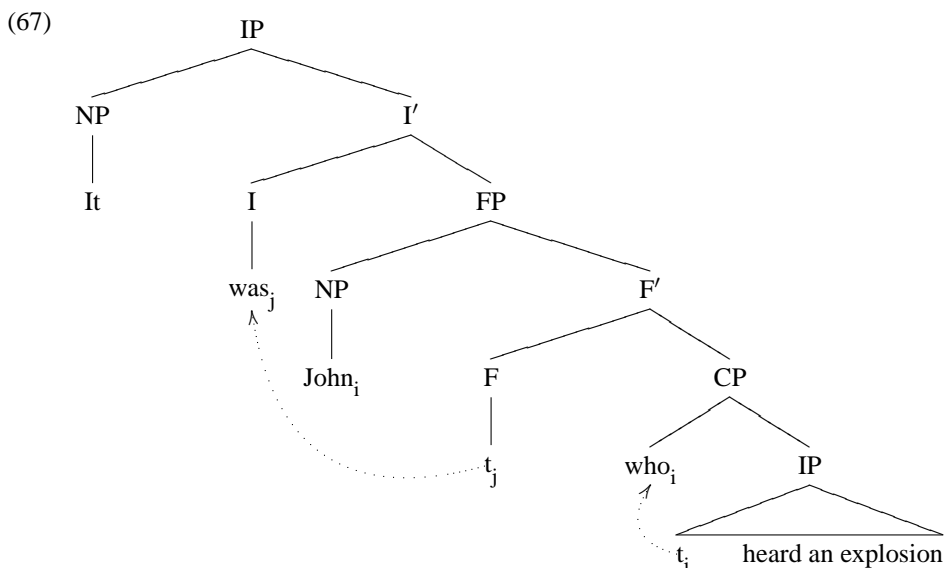 (67)
IP
NP I′
It I FP
was_j NP F′
John_i F CP
t_j who_i IP
t_i heard an explosion